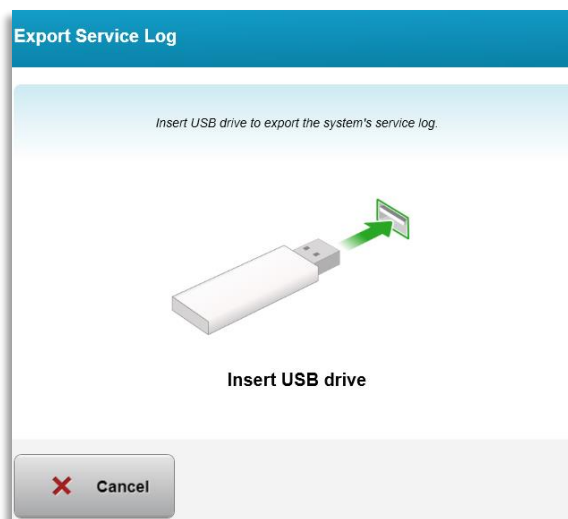 Export Service Log
Insert USB drive to export the system's service log.
Insert USB drive
Cancel